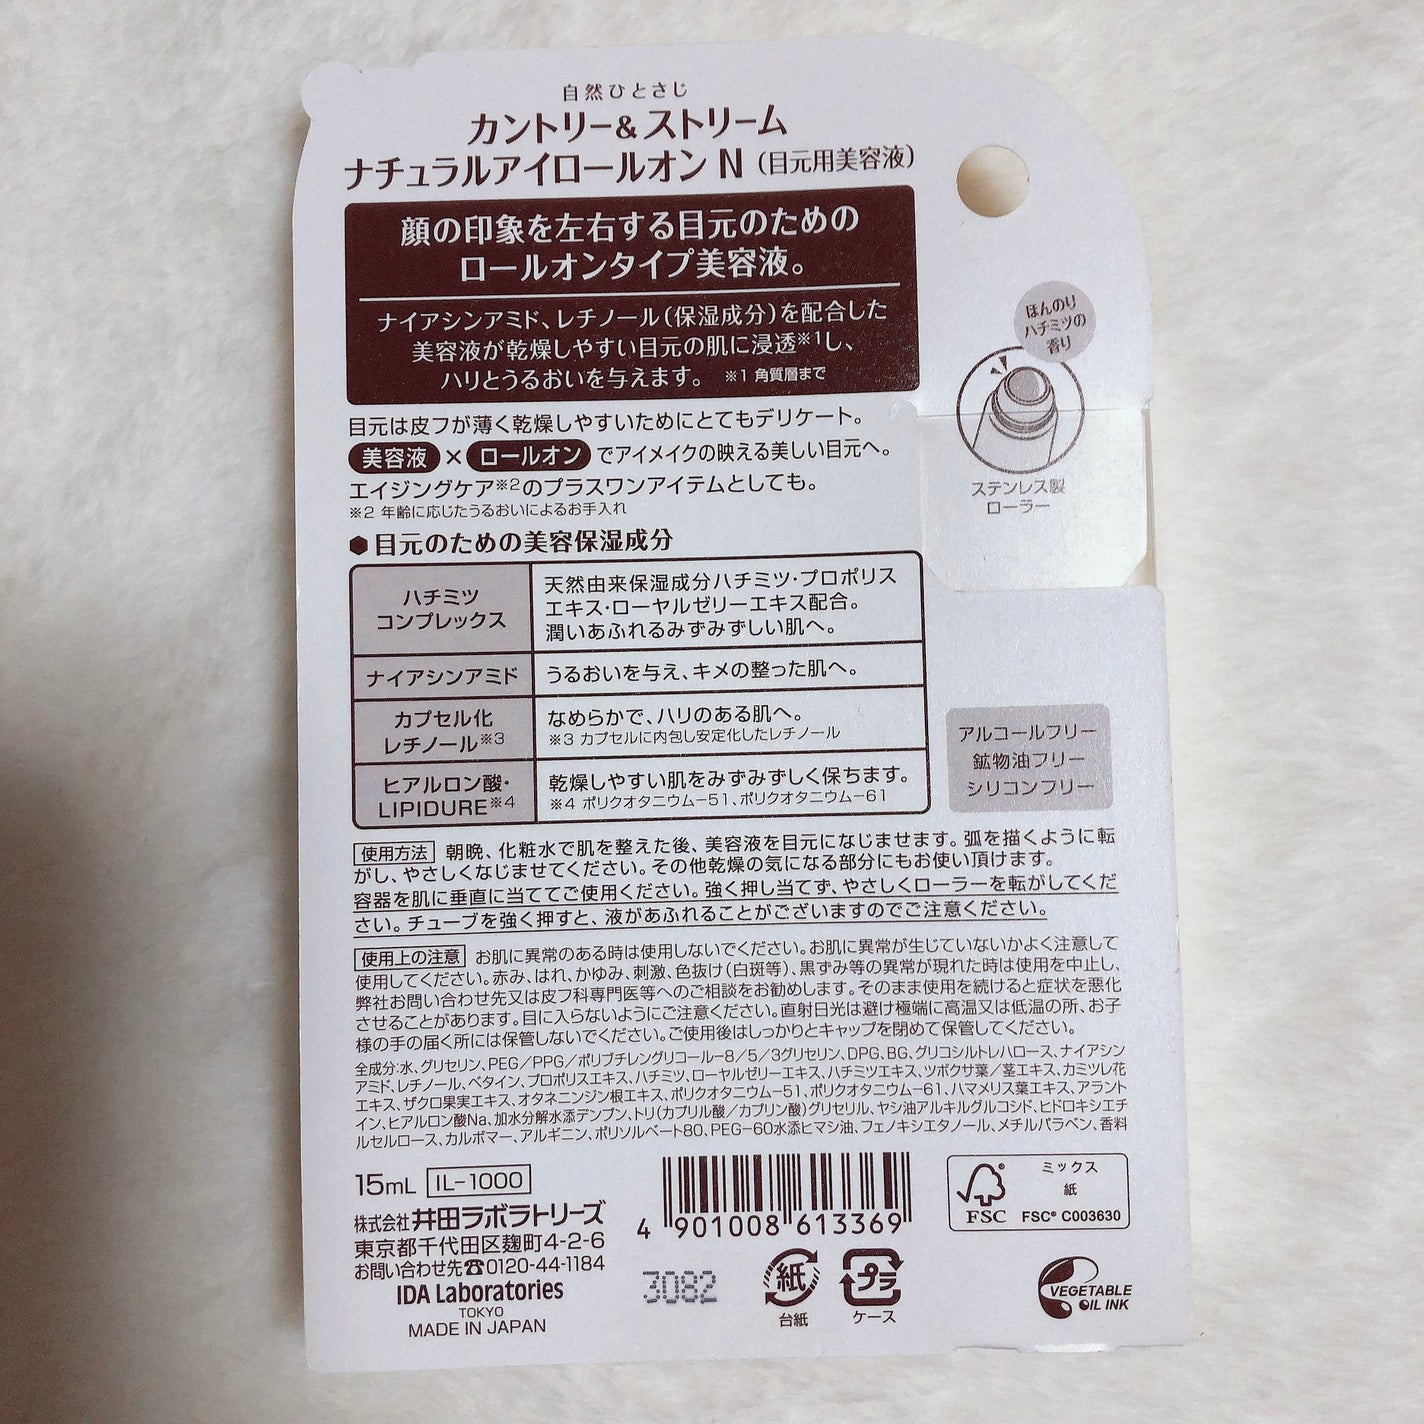 自然ひとさじ
カントリー&ストリーム
ナチュラルアイロールオン N（目元用美容液）
顔の印象を左右する目元のための
ロールオンタイプ美容液。
ナイアシンアミド、レチノール（保湿成分）を配合した
美容液が乾燥しやすい目元の肌に浸透※1し、
ハリとうるおいを与えます。 ※1 角質層まで
ほんのり
ハチミツの
香り
ステンレス製
ローラー
目元は皮フが薄く乾燥しやすいためにとてもデリケート。
美容液 × ロールオン でアイメイクの映える美しい目元へ。
エイジングケア※2のプラスワンアイテムとしても。
※2 年齢に応じたうるおいによるお手入れ
⬢目元のための美容保湿成分
ハチミツ
コンプレックス
天然由来保湿成分ハチミツ・プロポリス
エキス・ローヤルゼリーエキス配合。
潤いあふれるみずみずしい肌へ。
ナイアシンアミド
うるおいを与え、キメの整った肌へ。
カプセル化
レチノール※3
なめらかで、ハリのある肌へ。
※3 カプセルに内包し安定化したレチノール
ヒアルロン酸・
LIPIDURE※4
乾燥しやすい肌をみずみずしく保ちます。
※4 ポリクオタニウムー51、ポリクオタニウムー61
アルコールフリー
鉱物油フリー
シリコンフリー
使用方法 朝晩、化粧水で肌を整えた後、美容液を目元になじませます。弧を描くように転
がし、やさしくなじませてください。その他乾燥の気になる部分にもお使い頂けます。
容器を肌に垂直に当ててご使用ください。強く押し当てず、やさしくローラーを転がしてくだ
さい。チューブを強く押すと、液があふれることがございますのでご注意ください。
使用上の注意 お肌に異常のある時は使用しないでください。お肌に異常が生じていないかよく注意して
使用してください。赤み、はれ、かゆみ、刺激、色抜け（白斑等）、黒ずみ等の異常が現れた時は使用を中止し、
弊社お問い合わせ先又は皮フ科専門医等へのご相談をお勧めします。そのまま使用を続けると症状を悪化
させることがあります。目に入らないようにご注意ください。直射日光は避け極端に高温又は低温の所、お子
様の手の届く所には保管しないでください。ご使用後はしっかりとキャップを閉めて保管してください。
全成分:水、グリセリン、PEG／PPG／ポリブチレングリコールー8／5／3グリセリン、DPG、BG、グリコシルトレハロース、ナイアシン
アミド、レチノール、ベタイン、プロポリスエキス、ハチミツ、ローヤルゼリーエキス、ハチミツエキス、ツボクサ葉／茎エキス、カミツレ花
エキス、ザクロ果実エキス、オタネニンジン根エキス、ポリクオタニウムー51、ポリクオタニウムー61、ハマメリス葉エキス、アラント
イン、ヒアルロン酸Na、加水分解水添デンプン、トリ（カプリル酸／カプリン酸）グリセリル、ヤシ油アルキルグルコシド、ヒドロキシエチ
ルセルロース、カルボマー、アルギニン、ポリソルベート80、PEG-60水添ヒマシ油、フェノキシエタノール、メチルパラベン、香料
15mL IL-1000
株式会社井田ラボラトリーズ
東京都千代田区麹町4-2-6
お問い合わせ先☎0120-44-1184
IDA Laboratories
TOKYO
MADE IN JAPAN
4 901008 613369
3082
紙
台紙
プラ
ケース
FSC
ミックス
紙
FSC® C003630
VEGETABLE
OIL INK